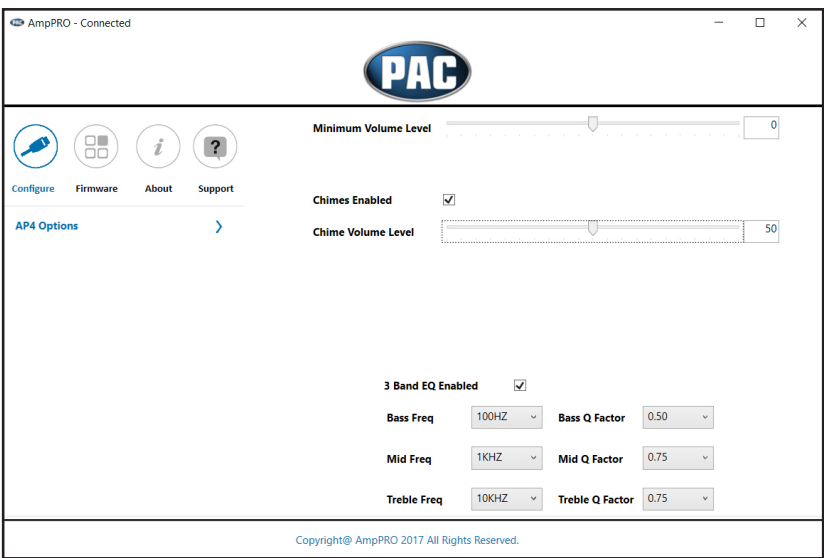 AmpPRO - Connected
PAC
Minimum Volume Level 0
Configure Firmware About Support
Chimes Enabled
AP4 Options
Chime Volume Level 50
3 Band EQ Enabled
Bass Freq 100HZ Bass Q Factor 0.50
Mid Freq 1KHZ Mid Q Factor 0.75
Treble Freq 10KHZ Treble Q Factor 0.75
Copyright@ AmpPRO 2017 All Rights Reserved.